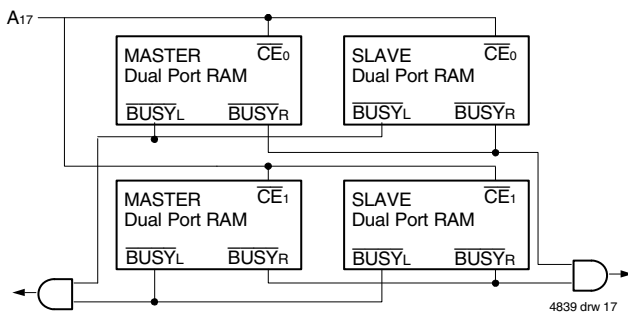 A17
MASTER CE0
Dual Port RAM
BUSYL BUSYR
SLAVE CE0
Dual Port RAM
BUSYL BUSYR
MASTER CE1
Dual Port RAM
BUSYL BUSYR
SLAVE CE1
Dual Port RAM
BUSYL BUSYR
4839 drw 17